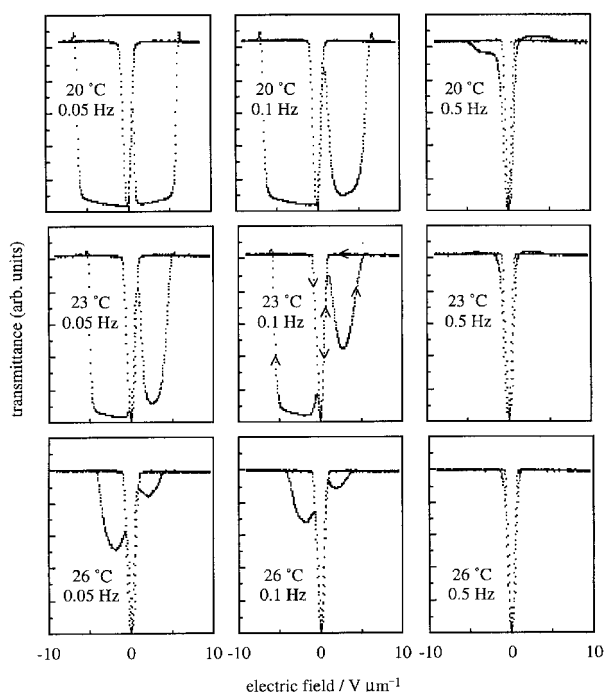 20 °C
0.05 Hz
20 °C
0.1 Hz
20 °C
0.5 Hz
23 °C
0.05 Hz
23 °C
0.1 Hz
23 °C
0.5 Hz
26 °C
0.05 Hz
26 °C
0.1 Hz
26 °C
0.5 Hz
transmittance (arb. units)
-10 0 10 -10 0 10 -10 0 10
electric field / V μm⁻¹